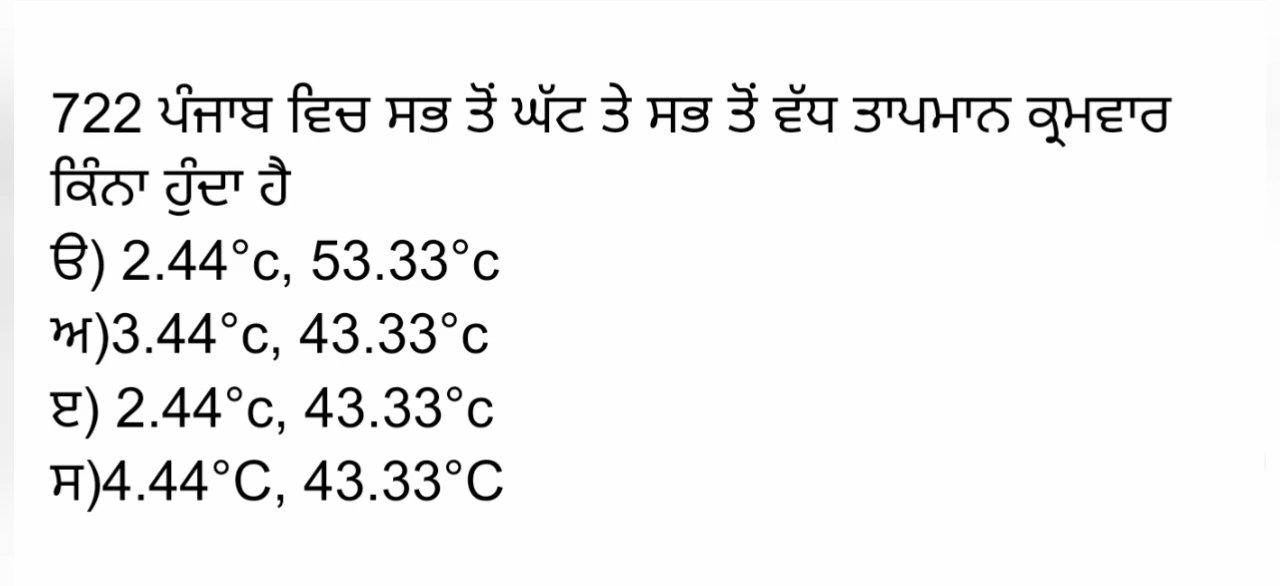 722 ਪੰਜਾਬ ਵਿਚ ਸਭ ਤੋਂ ਘੱਟ ਤੇ ਸਭ ਤੋਂ ਵੱਧ ਤਾਪਮਾਨ ਕ੍ਰਮਵਾਰ
ਕਿੰਨਾ ਹੁੰਦਾ ਹੈ
ੳ) 2.44°c, 53.33°c
ਅ)3.44°c, 43.33°c
ੲ) 2.44°c, 43.33°c
ਸ)4.44°C, 43.33°C